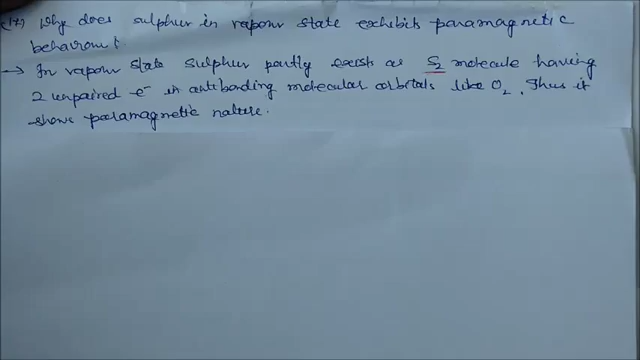 (17) Why does sulphur in vapour state exhibits paramagnetic
behaviour?
→ In vapour state sulphur partly exists as S₂ molecule having
2 unpaired e⁻ in antibonding molecular orbitals like O₂. Thus it
shows paramagnetic nature.